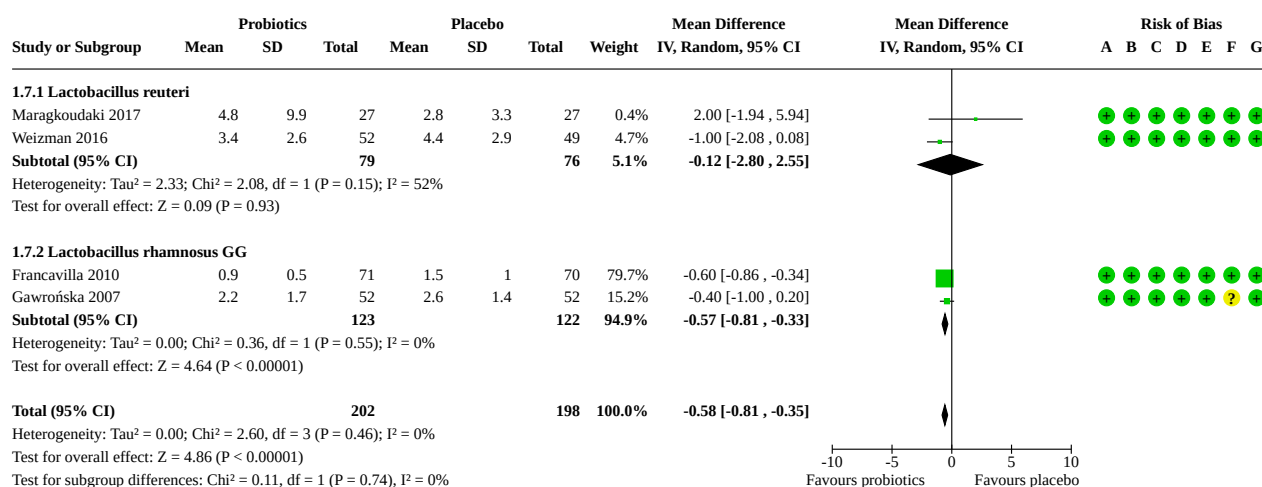 Probiotics Placebo Mean Difference Mean Difference Risk of Bias
Study or Subgroup Mean SD Total Mean SD Total Weight IV, Random, 95% CI IV, Random, 95% CI A B C D E F G
1.7.1 Lactobacillus reuteri
Maragkoudaki 2017 4.8 9.9 27 2.8 3.3 27 0.4% 2.00 [-1.94 , 5.94] + + + + + + +
Weizman 2016 3.4 2.6 52 4.4 2.9 49 4.7% -1.00 [-2.08 , 0.08] + + + + + + +
Subtotal (95% CI) 79 76 5.1% -0.12 [-2.80 , 2.55]
Heterogeneity: Tau² = 2.33; Chi² = 2.08, df = 1 (P = 0.15); I² = 52%
Test for overall effect: Z = 0.09 (P = 0.93)
1.7.2 Lactobacillus rhamnosus GG
Francavilla 2010 0.9 0.5 71 1.5 1 70 79.7% -0.60 [-0.86 , -0.34] + + + + + + +
Gawrońska 2007 2.2 1.7 52 2.6 1.4 52 15.2% -0.40 [-1.00 , 0.20] + + + + + ? +
Subtotal (95% CI) 123 122 94.9% -0.57 [-0.81 , -0.33]
Heterogeneity: Tau² = 0.00; Chi² = 0.36, df = 1 (P = 0.55); I² = 0%
Test for overall effect: Z = 4.64 (P < 0.00001)
Total (95% CI) 202 198 100.0% -0.58 [-0.81 , -0.35]
Heterogeneity: Tau² = 0.00; Chi² = 2.60, df = 3 (P = 0.46); I² = 0%
Test for overall effect: Z = 4.86 (P < 0.00001)
-10 -5 0 5 10
Test for subgroup differences: Chi² = 0.11, df = 1 (P = 0.74), I² = 0% Favours probiotics Favours placebo